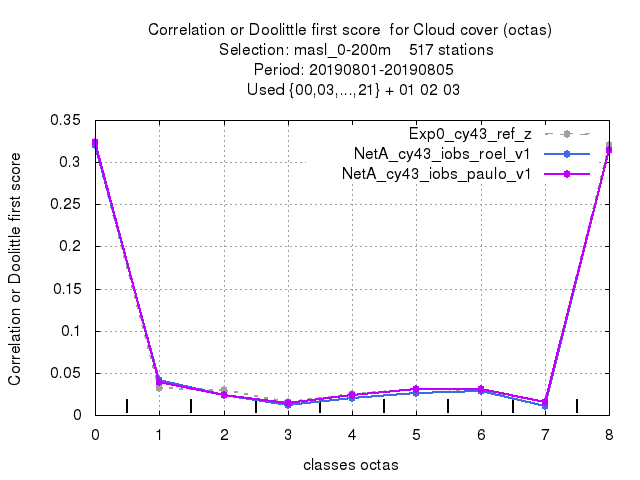 Correlation or Doolittle first score  for Cloud cover (octas)
Selection: masl_0-200m    517 stations
Period: 20190801-20190805
Used {00,03,...,21} + 01 02 03
Correlation or Doolittle first score
0.35
0.3
0.25
0.2
0.15
0.1
0.05
0
Exp0_cy43_ref_z
NetA_cy43_iobs_roel_v1
NetA_cy43_iobs_paulo_v1
0 1 2 3 4 5 6 7 8
classes octas